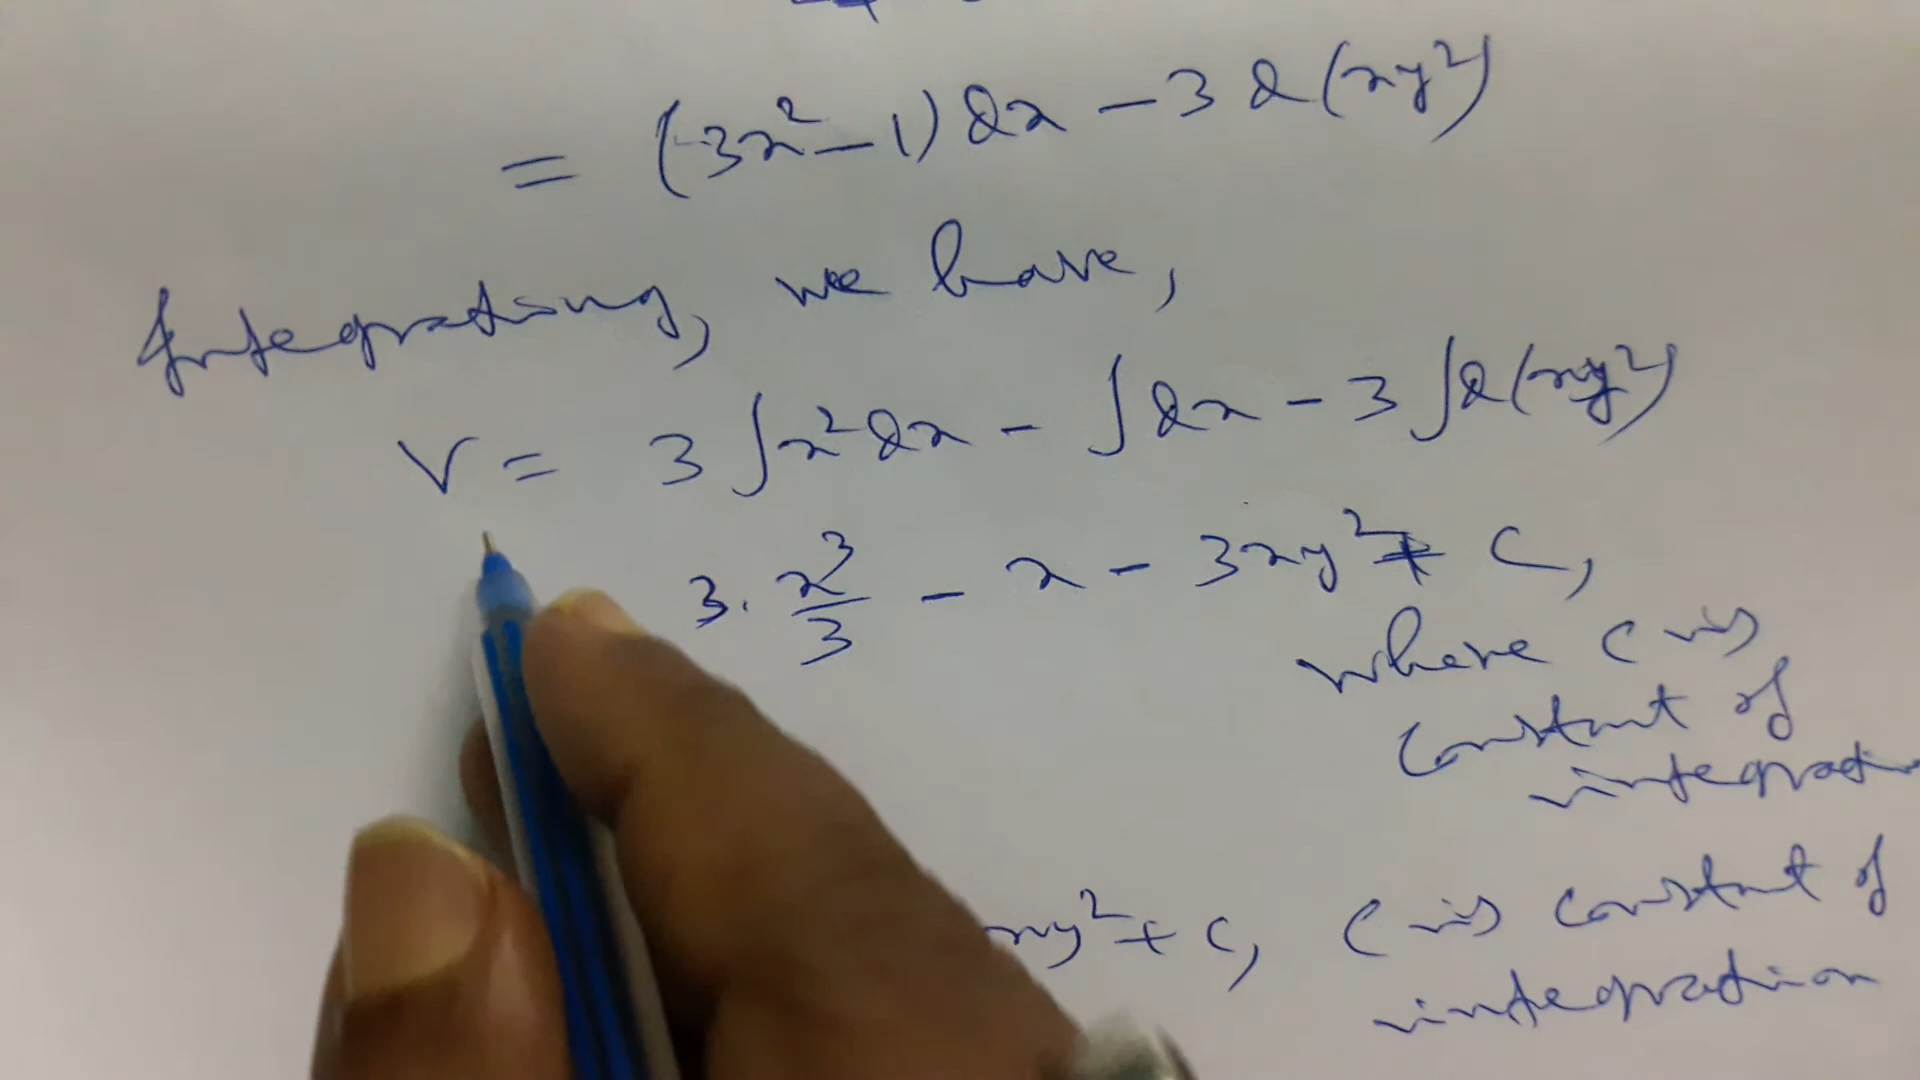 = (3x² - 1) dx - 3 d(xy²)
Integrating, we have,
V = 3 ∫x² dx - ∫dx - 3 ∫d(xy²)
3. x³/3 - x - 3xy² + C,
where C is
constant of
xy² + C, C is constant of
integration